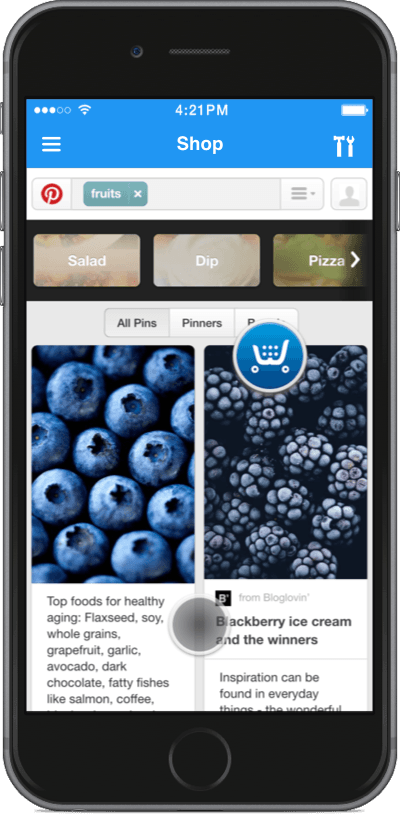 4:21PM
Shop
fruits ×
Salad Dip Pizza
All Pins Pinners
Top foods for healthy
aging: Flaxseed, soy,
whole grains,
grapefruit, garlic,
avocado, dark
chocolate, fatty fishes
like salmon, coffee,
from Bloglovin'
Blackberry ice cream
and the winners
Inspiration can be
found in everyday
things - the wonderful